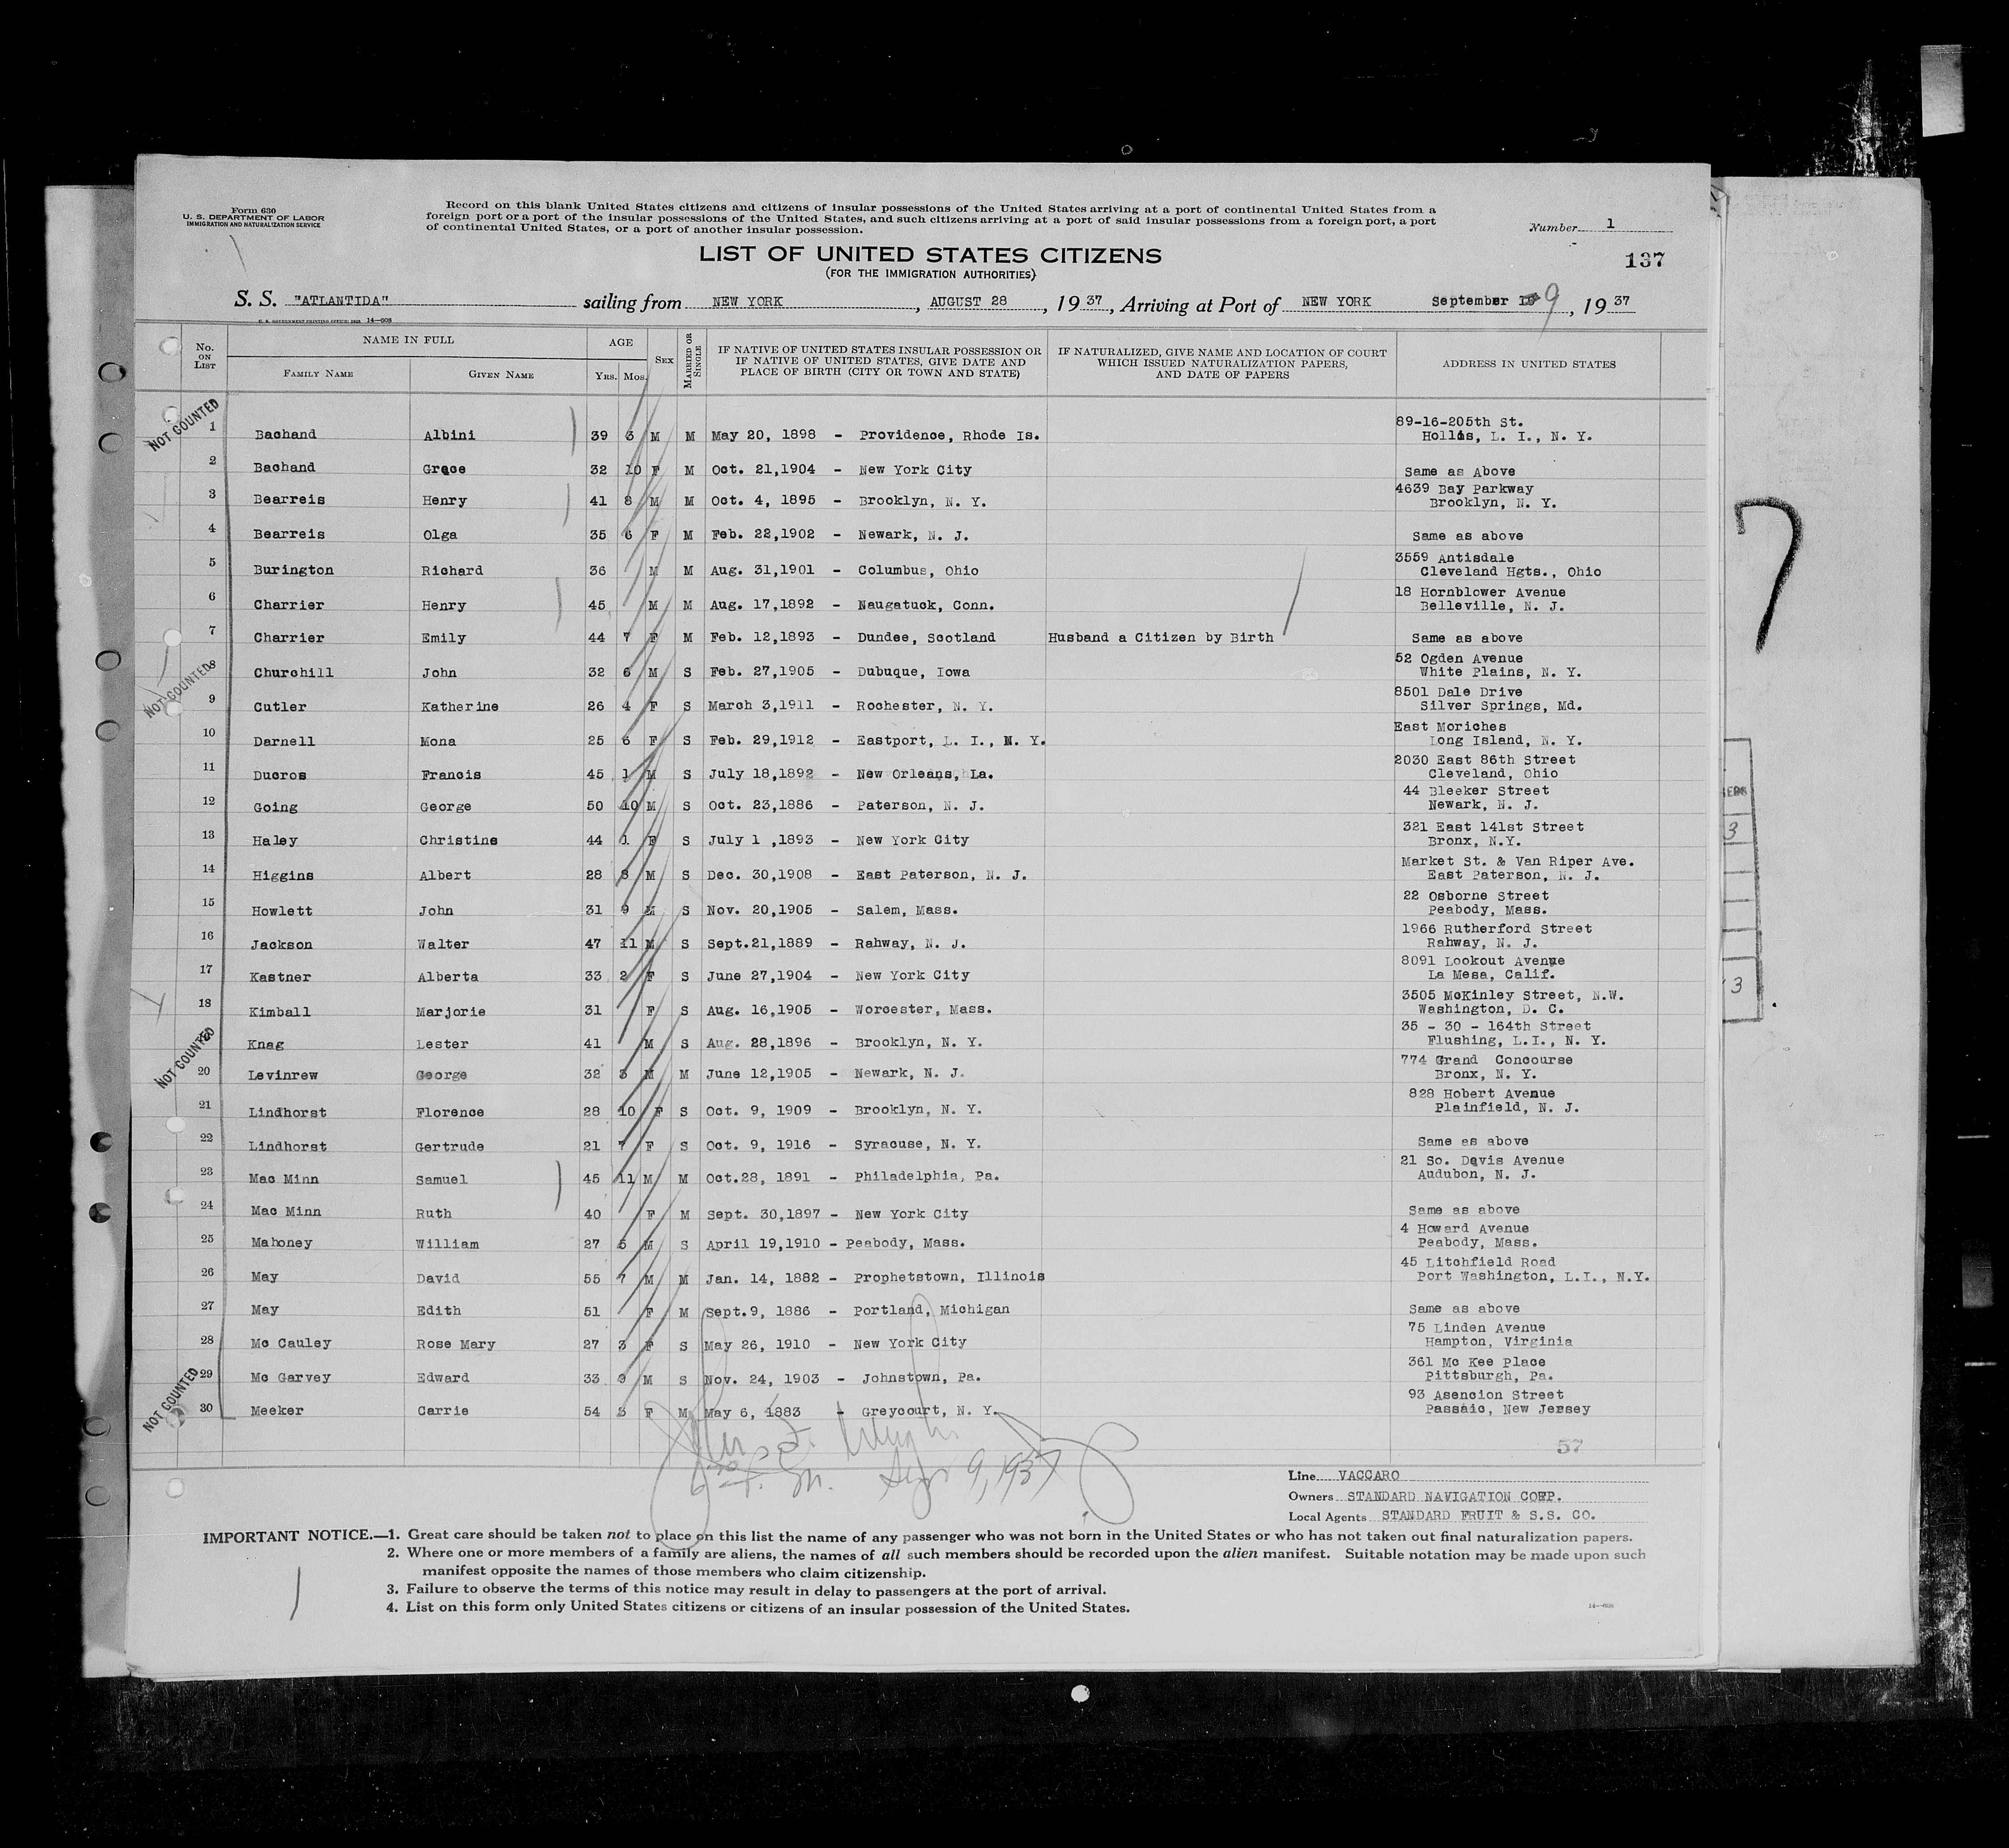 Form 630
U. S. DEPARTMENT OF LABOR
IMMIGRATION AND NATURALIZATION SERVICE
Record on this blank United States citizens and citizens of insular possessions of the United States arriving at a port of continental United States from a
foreign port or a port of the insular possessions of the United States, and such citizens arriving at a port of said insular possessions from a foreign port, a port
of continental United States, or a port of another insular possession.
Number 1
137
LIST OF UNITED STATES CITIZENS
(FOR THE IMMIGRATION AUTHORITIES)
S. S. "ATLANTIDA" sailing from NEW YORK, AUGUST 28, 1937, Arriving at Port of NEW YORK September 9, 1937
No. ON LIST NAME IN FULL FAMILY NAME GIVEN NAME AGE YRS. MOS. SEX MARRIED OR SINGLE IF NATIVE OF UNITED STATES INSULAR POSSESSION OR IF NATIVE OF UNITED STATES, GIVE DATE AND PLACE OF BIRTH (CITY OR TOWN AND STATE) IF NATURALIZED, GIVE NAME AND LOCATION OF COURT WHICH ISSUED NATURALIZATION PAPERS, AND DATE OF PAPERS ADDRESS IN UNITED STATES
NOT COUNTED
1 Bachand Albini 39 3 M M May 20, 1898 - Providence, Rhode Is. 89-16-205th St. Hollis, L. I., N. Y.
2 Bachand Grace 32 10 F M Oct. 21,1904 - New York City Same as Above
3 Bearreis Henry 41 8 M M Oct. 4, 1895 - Brooklyn, N. Y. 4639 Bay Parkway Brooklyn, N. Y.
4 Bearreis Olga 35 6 F M Feb. 22,1902 - Newark, N. J. Same as above
5 Burington Richard 36 M M Aug. 31,1901 - Columbus, Ohio 3559 Antisdale Cleveland Hgts., Ohio
6 Charrier Henry 45 M M Aug. 17,1892 - Naugatuck, Conn. 18 Hornblower Avenue Belleville, N. J.
7 Charrier Emily 44 7 F M Feb. 12,1893 - Dundee, Scotland Husband a Citizen by Birth Same as above
NOT COUNTED
8 Churchill John 32 6 M S Feb. 27,1905 - Dubuque, Iowa 52 Ogden Avenue White Plains, N. Y.
9 Cutler Katherine 26 4 F S March 3,1911 - Rochester, N. Y. 8501 Dale Drive Silver Springs, Md.
10 Darnell Mona 25 6 F S Feb. 29,1912 - Eastport, L. I., N. Y. East Moriches Long Island, N. Y.
11 Ducros Francis 45 1 M S July 18,1892 - New Orleans, La. 2030 East 86th Street Cleveland, Ohio
12 Going George 50 10 M S Oct. 23,1886 - Paterson, N. J. 44 Bleeker Street Newark, N. J.
13 Haley Christine 44 1 F S July 1 ,1893 - New York City 321 East 141st Street Bronx, N.Y.
14 Higgins Albert 28 8 M S Dec. 30,1908 - East Paterson, N. J. Market St. & Van Riper Ave. East Paterson, N. J.
15 Howlett John 31 9 M S Nov. 20,1905 - Salem, Mass. 22 Osborne Street Peabody, Mass.
16 Jackson Walter 47 11 M S Sept.21,1889 - Rahway, N. J. 1966 Rutherford Street Rahway, N. J.
17 Kastner Alberta 33 2 F S June 27,1904 - New York City 8091 Lookout Avenue La Mesa, Calif.
18 Kimball Marjorie 31 F S Aug. 16,1905 - Worcester, Mass. 3505 McKinley Street, N.W. Washington, D. C.
NOT COUNTED
Knag Lester 41 M S Aug. 28,1896 - Brooklyn, N. Y. 35 - 30 - 164th Street Flushing, L.I., N. Y.
20 Levinrew George 32 3 M M June 12,1905 - Newark, N. J. 774 Grand Concourse Bronx, N. Y.
21 Lindhorst Florence 28 10 F S Oct. 9, 1909 - Brooklyn, N. Y. 828 Hobert Avenue Plainfield, N. J.
22 Lindhorst Gertrude 21 7 F S Oct. 9, 1916 - Syracuse, N. Y. Same as above
23 Mac Minn Samuel 45 11 M M Oct.28, 1891 - Philadelphia, Pa. 21 So. Davis Avenue Audubon, N. J.
24 Mac Minn Ruth 40 F M Sept. 30,1897 - New York City Same as above
25 Mahoney William 27 5 M S April 19,1910 - Peabody, Mass. 4 Howard Avenue Peabody, Mass.
26 May David 55 7 M M Jan. 14, 1882 - Prophetstown, Illinois 45 Litchfield Road Port Washington, L.I., N.Y.
27 May Edith 51 F M Sept.9, 1886 - Portland, Michigan Same as above
28 Mc Cauley Rose Mary 27 3 F S May 26, 1910 - New York City 75 Linden Avenue Hampton, Virginia
NOT COUNTED
29 Mc Garvey Edward 33 9 M S Nov. 24, 1903 - Johnstown, Pa. 361 Mc Kee Place Pittsburgh, Pa.
30 Meeker Carrie 54 3 F M May 6, 1883 - Greycourt, N. Y. 93 Asencion Street Passaic, New Jersey
57
9, 1937
Line VACCARO
Owners STANDARD NAVIGATION CORP.
Local Agents STANDARD FRUIT & S.S. CO.
IMPORTANT NOTICE.—1. Great care should be taken not to place on this list the name of any passenger who was not born in the United States or who has not taken out final naturalization papers.
2. Where one or more members of a family are aliens, the names of all such members should be recorded upon the alien manifest. Suitable notation may be made upon such
manifest opposite the names of those members who claim citizenship.
3. Failure to observe the terms of this notice may result in delay to passengers at the port of arrival.
4. List on this form only United States citizens or citizens of an insular possession of the United States.
7
3
3